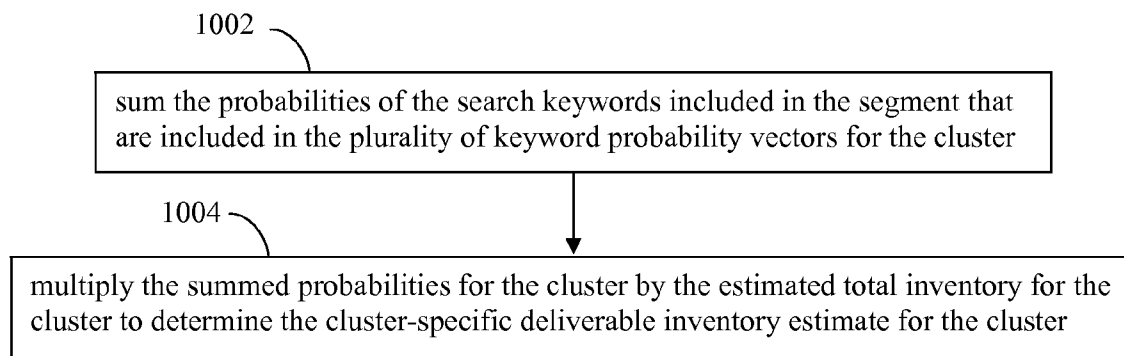 1002
sum the probabilities of the search keywords included in the segment that
are included in the plurality of keyword probability vectors for the cluster
1004
multiply the summed probabilities for the cluster by the estimated total inventory for the
cluster to determine the cluster-specific deliverable inventory estimate for the cluster